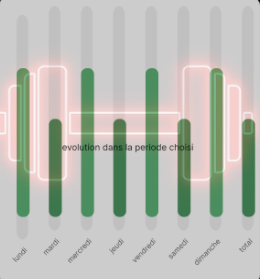 evolution dans la periode choisi
lundi
mardi
mercredi
jeudi
vendredi
samedi
dimanche
total